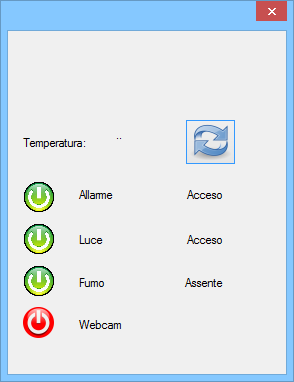 Temperatura: ..
Allarme Acceso
Luce Acceso
Fumo Assente
Webcam